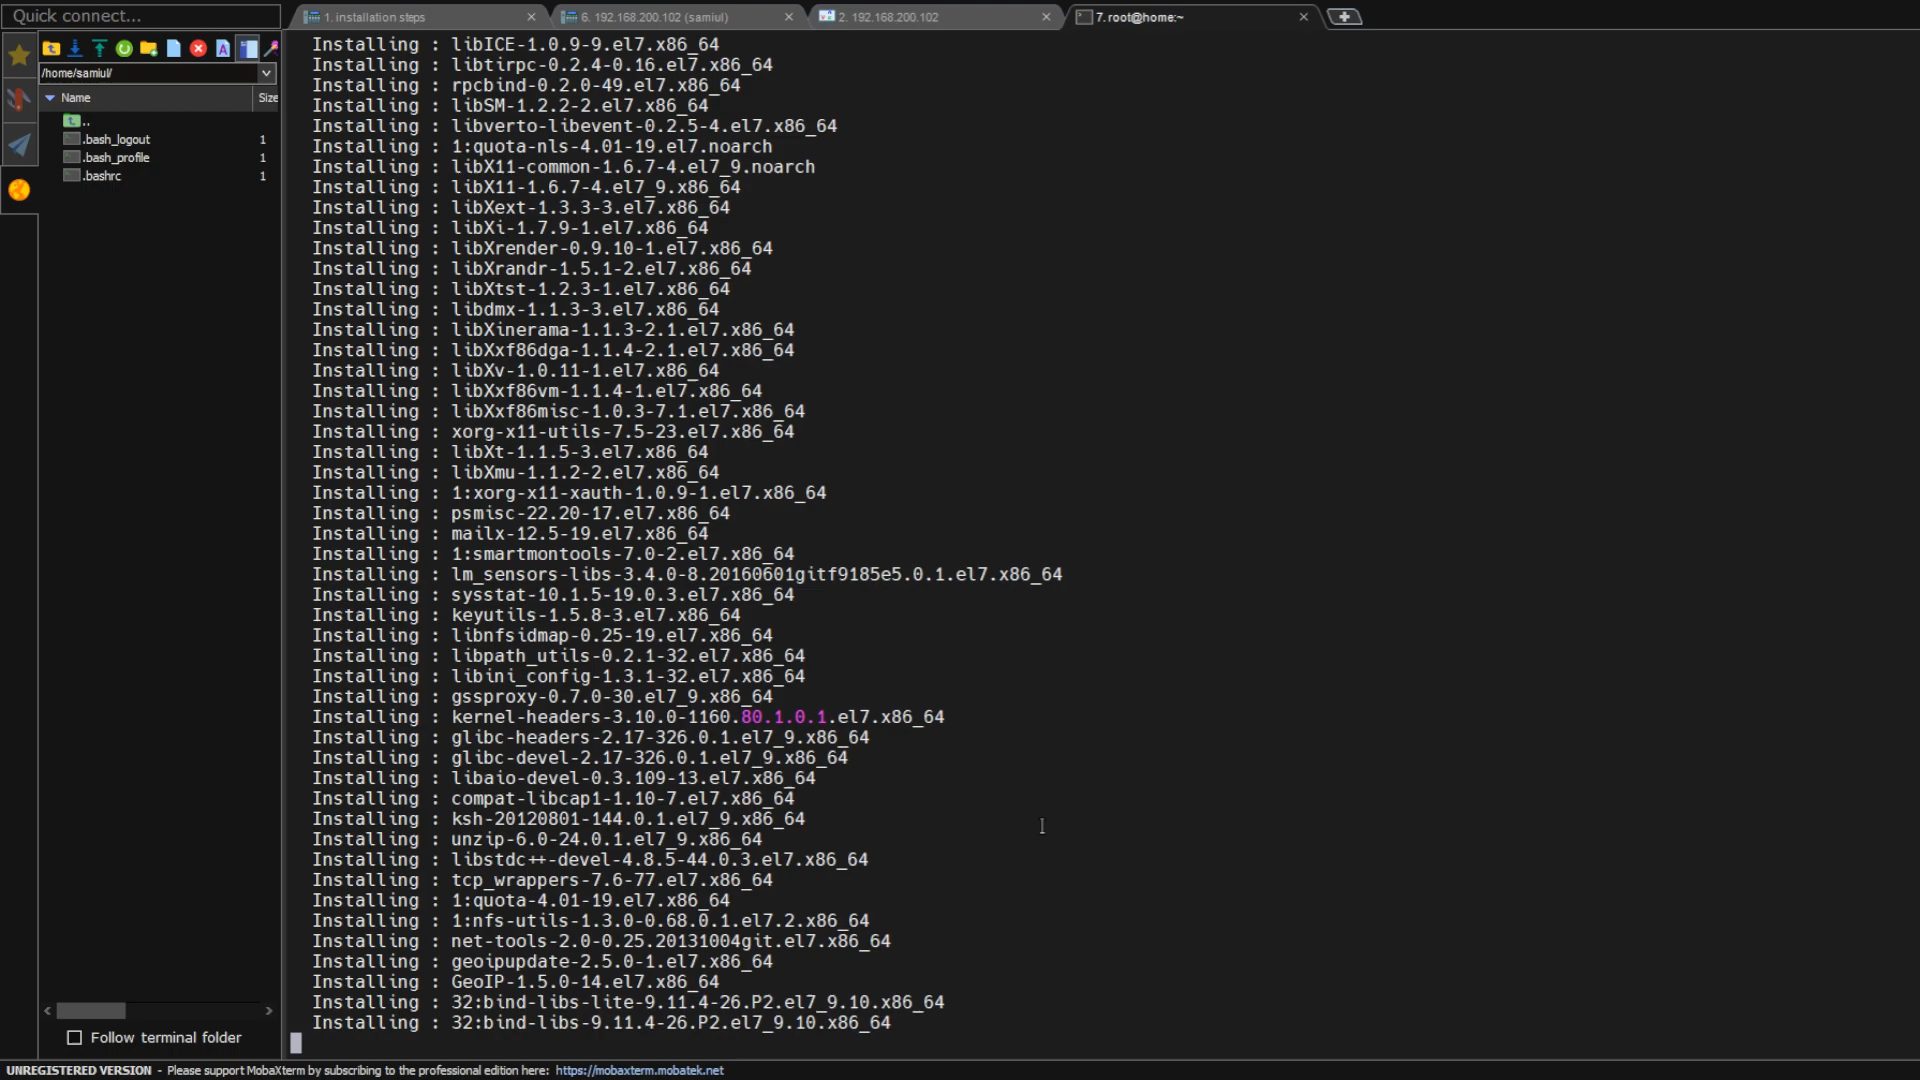 Quick connect...
1. installation steps
6. 192.168.200.102 (samiul)
2. 192.168.200.102
7. root@home:~
/home/samiul/
Name
Size
..
.bash_logout 1
.bash_profile 1
.bashrc 1
Installing : libICE-1.0.9-9.el7.x86_64
Installing : libtirpc-0.2.4-0.16.el7.x86_64
Installing : rpcbind-0.2.0-49.el7.x86_64
Installing : libSM-1.2.2-2.el7.x86_64
Installing : libverto-libevent-0.2.5-4.el7.x86_64
Installing : 1:quota-nls-4.01-19.el7.noarch
Installing : libX11-common-1.6.7-4.el7_9.noarch
Installing : libX11-1.6.7-4.el7_9.x86_64
Installing : libXext-1.3.3-3.el7.x86_64
Installing : libXi-1.7.9-1.el7.x86_64
Installing : libXrender-0.9.10-1.el7.x86_64
Installing : libXrandr-1.5.1-2.el7.x86_64
Installing : libXtst-1.2.3-1.el7.x86_64
Installing : libdmx-1.1.3-3.el7.x86_64
Installing : libXinerama-1.1.3-2.1.el7.x86_64
Installing : libXxf86dga-1.1.4-2.1.el7.x86_64
Installing : libXv-1.0.11-1.el7.x86_64
Installing : libXxf86vm-1.1.4-1.el7.x86_64
Installing : libXxf86misc-1.0.3-7.1.el7.x86_64
Installing : xorg-x11-utils-7.5-23.el7.x86_64
Installing : libXt-1.1.5-3.el7.x86_64
Installing : libXmu-1.1.2-2.el7.x86_64
Installing : 1:xorg-x11-xauth-1.0.9-1.el7.x86_64
Installing : psmisc-22.20-17.el7.x86_64
Installing : mailx-12.5-19.el7.x86_64
Installing : 1:smartmontools-7.0-2.el7.x86_64
Installing : lm_sensors-libs-3.4.0-8.20160601gitf9185e5.0.1.el7.x86_64
Installing : sysstat-10.1.5-19.0.3.el7.x86_64
Installing : keyutils-1.5.8-3.el7.x86_64
Installing : libnfsidmap-0.25-19.el7.x86_64
Installing : libpath_utils-0.2.1-32.el7.x86_64
Installing : libini_config-1.3.1-32.el7.x86_64
Installing : gssproxy-0.7.0-30.el7_9.x86_64
Installing : kernel-headers-3.10.0-1160.80.1.0.1.el7.x86_64
Installing : glibc-headers-2.17-326.0.1.el7_9.x86_64
Installing : glibc-devel-2.17-326.0.1.el7_9.x86_64
Installing : libaio-devel-0.3.109-13.el7.x86_64
Installing : compat-libcap1-1.10-7.el7.x86_64
Installing : ksh-20120801-144.0.1.el7_9.x86_64
Installing : unzip-6.0-24.0.1.el7_9.x86_64
Installing : libstdc++-devel-4.8.5-44.0.3.el7.x86_64
Installing : tcp_wrappers-7.6-77.el7.x86_64
Installing : 1:quota-4.01-19.el7.x86_64
Installing : 1:nfs-utils-1.3.0-0.68.0.1.el7.2.x86_64
Installing : net-tools-2.0-0.25.20131004git.el7.x86_64
Installing : geoipupdate-2.5.0-1.el7.x86_64
Installing : GeoIP-1.5.0-14.el7.x86_64
Installing : 32:bind-libs-lite-9.11.4-26.P2.el7_9.10.x86_64
Installing : 32:bind-libs-9.11.4-26.P2.el7_9.10.x86_64
Follow terminal folder
UNREGISTERED VERSION - Please support MobaXterm by subscribing to the professional edition here: https://mobaxterm.mobatek.net